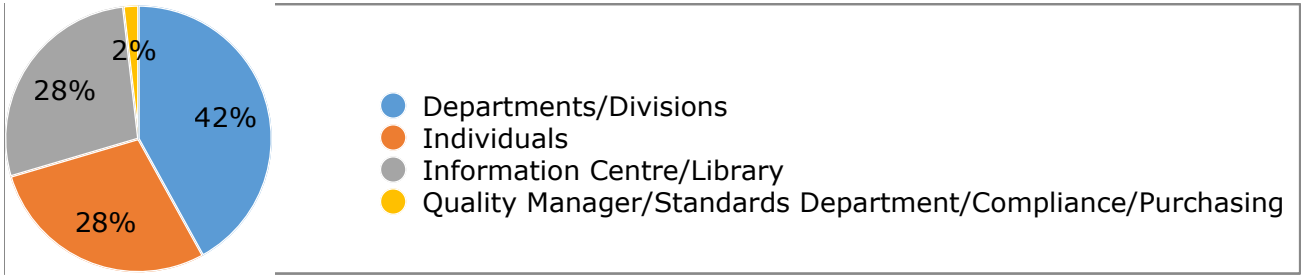 2%
28%
42%
28%
Departments/Divisions
Individuals
Information Centre/Library
Quality Manager/Standards Department/Compliance/Purchasing